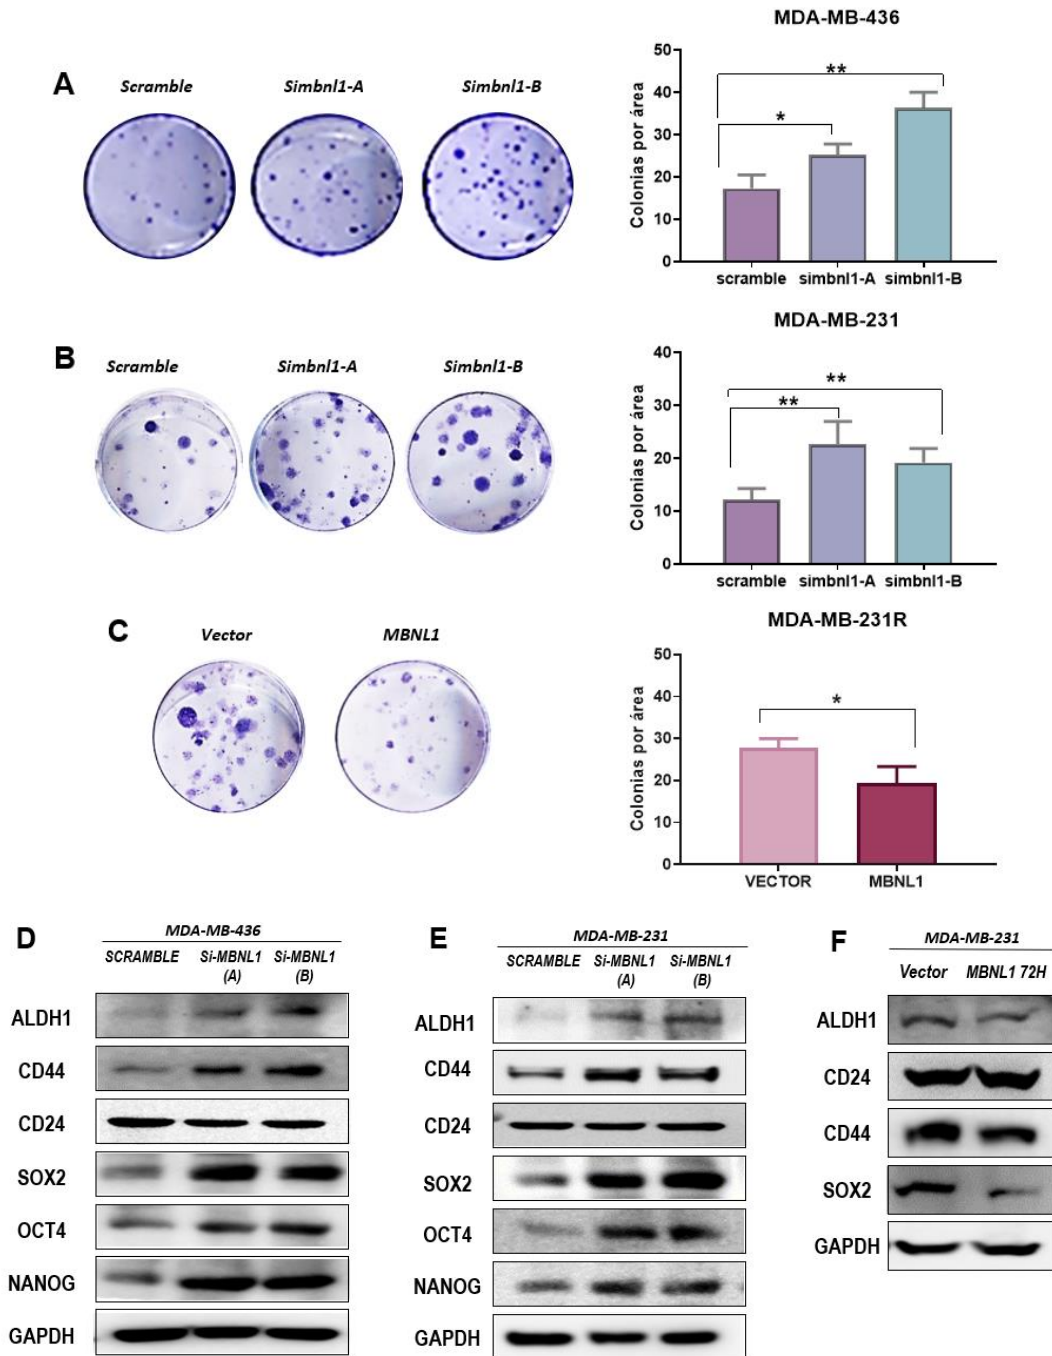 A
Scramble
Simbnl1-A
Simbnl1-B
MDA-MB-436
Colonias por área
50
40
30
20
10
0
*
**
scramble
simbnl1-A
simbnl1-B
B
Scramble
Simbnl1-A
Simbnl1-B
MDA-MB-231
Colonias por área
40
30
20
10
0
**
**
scramble
simbnl1-A
simbnl1-B
C
Vector
MBNL1
MDA-MB-231R
Colonias por área
50
40
30
20
10
0
*
VECTOR
MBNL1
D
MDA-MB-436
SCRAMBLE
Si-MBNL1
(A)
Si-MBNL1
(B)
ALDH1
CD44
CD24
SOX2
OCT4
NANOG
GAPDH
E
MDA-MB-231
SCRAMBLE
Si-MBNL1
(A)
Si-MBNL1
(B)
ALDH1
CD44
CD24
SOX2
OCT4
NANOG
GAPDH
F
MDA-MB-231
Vector
MBNL1 72H
ALDH1
CD24
CD44
SOX2
GAPDH